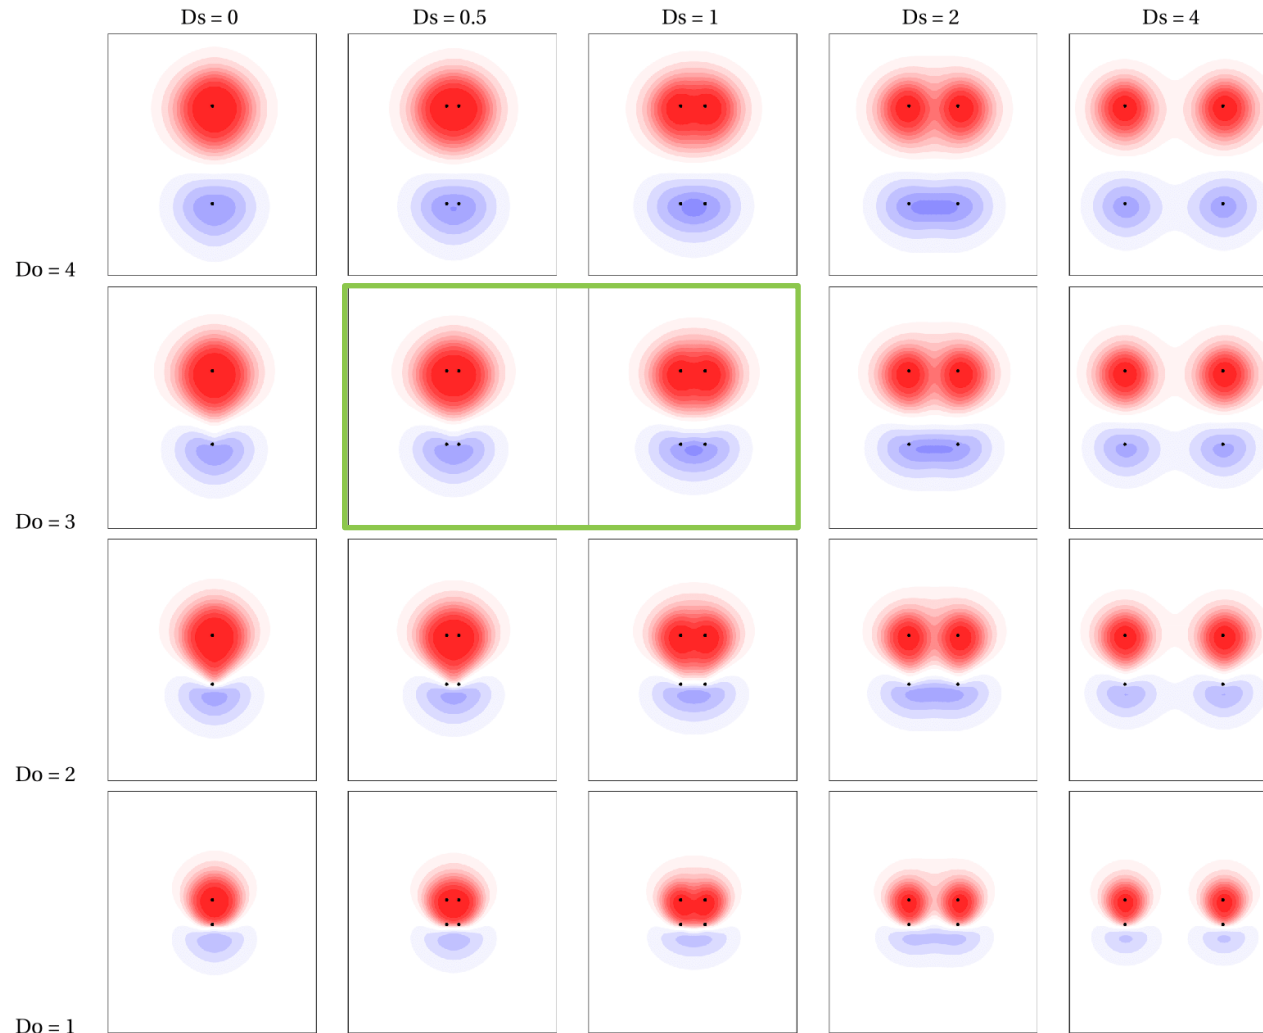 Ds = 0 Ds = 0.5 Ds = 1 Ds = 2 Ds = 4
Do = 4
Do = 3
Do = 2
Do = 1